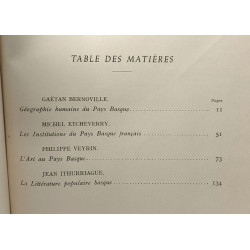 TABLE DES MATIÈRES
GAËTAN BERNOVILLE. Pages
Géographie humaine du Pays Basque. 11
MICHEL ETCHEVERRY.
Les Institutions du Pays Basque français. 51
PHILIPPE VEYRIN.
L'Art au Pays Basque. 73
JEAN ITHURRIAGUE.
La Littérature populaire basque 134